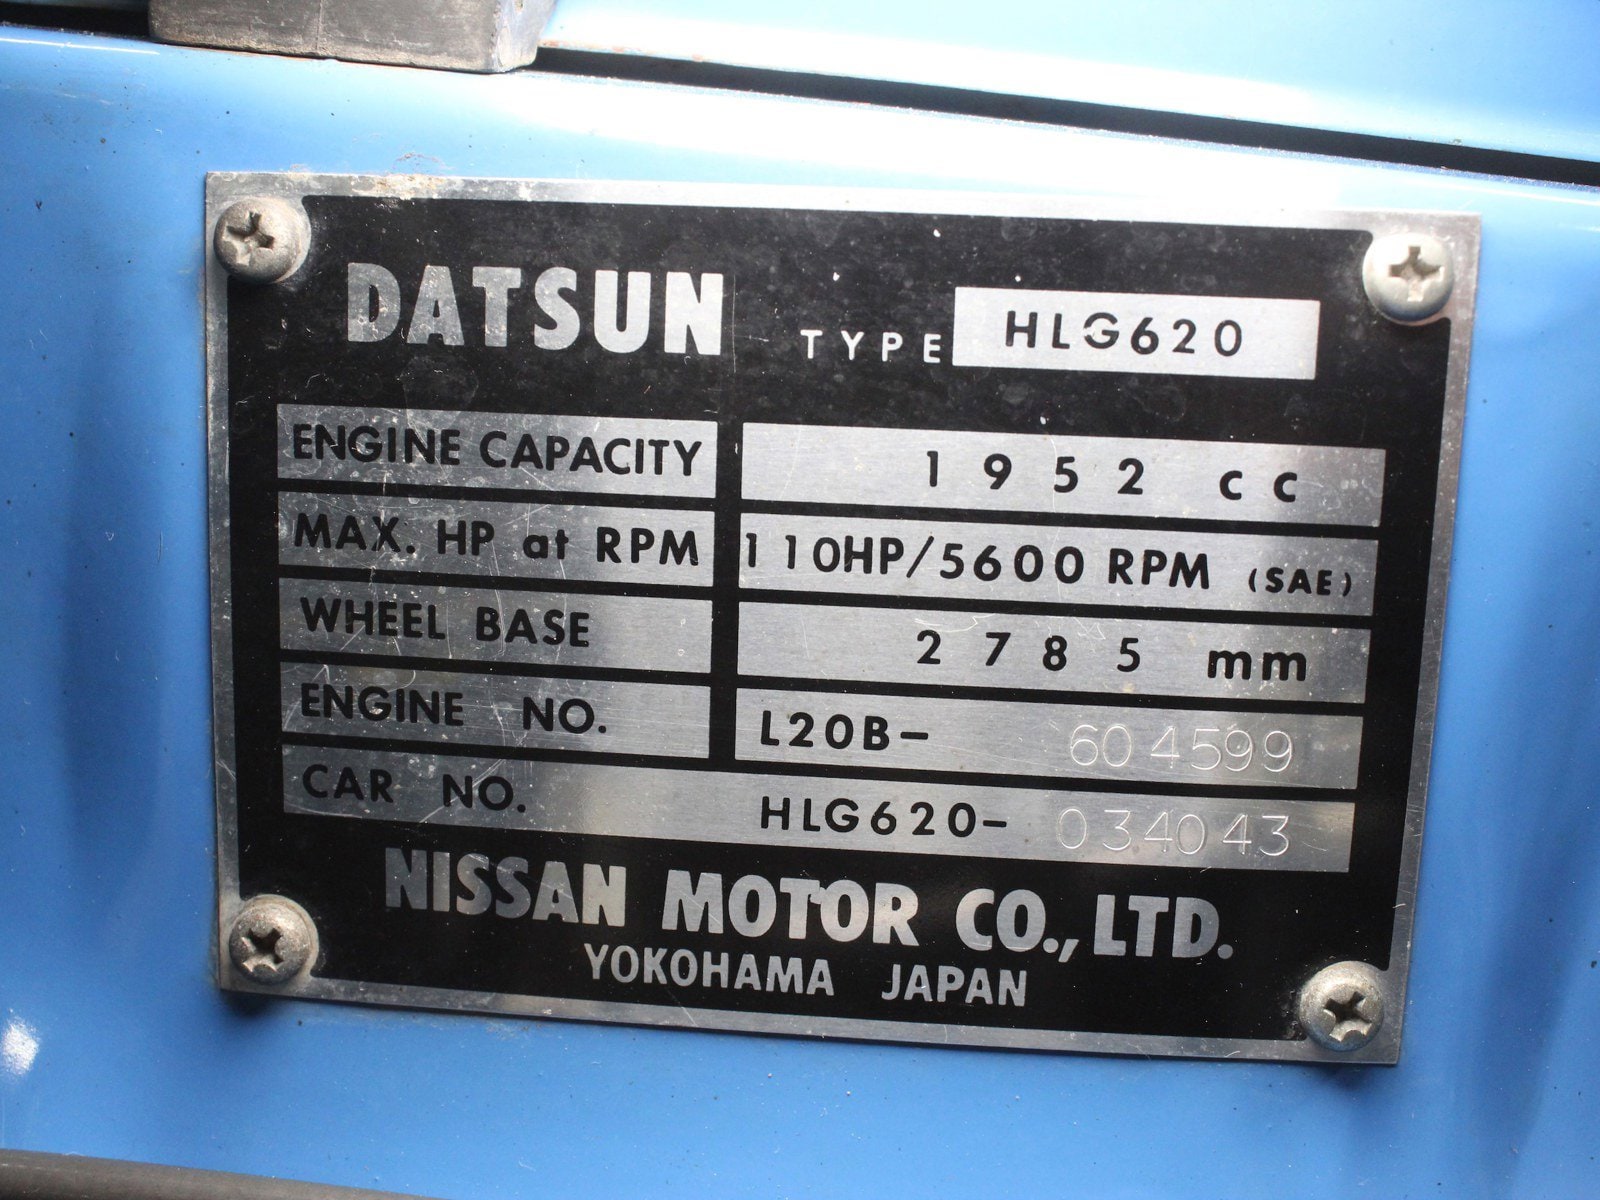 DATSUN TYPE HLG620
ENGINE CAPACITY 1952 cc
MAX. HP at RPM 110HP/5600 RPM (SAE)
WHEEL BASE 2785 mm
ENGINE NO. L20B- 604599
CAR NO. HLG620- 034043
NISSAN MOTOR CO., LTD.
YOKOHAMA JAPAN